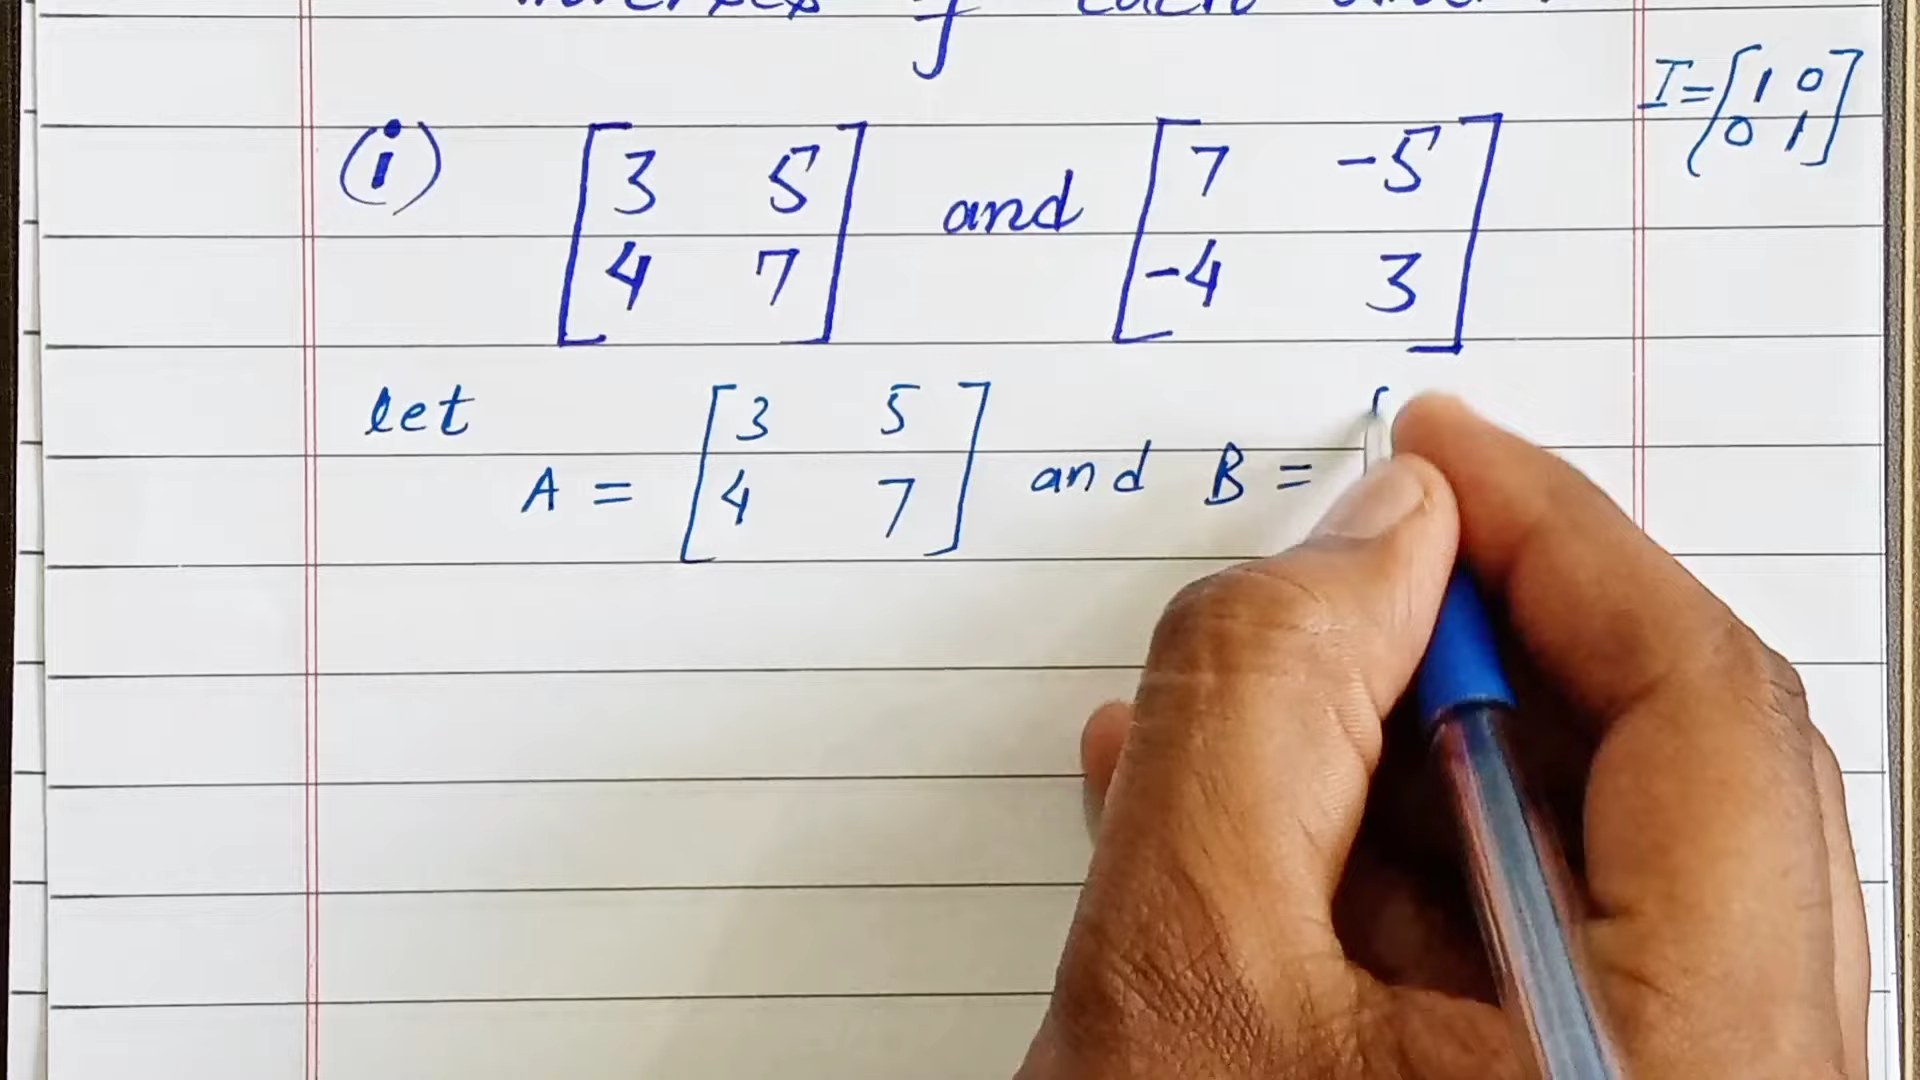 of
I = [1 0
0 1]
(i) [3 5
4 7] and [7 -5
-4 3]
let
A = [3 5
4 7] and B = [